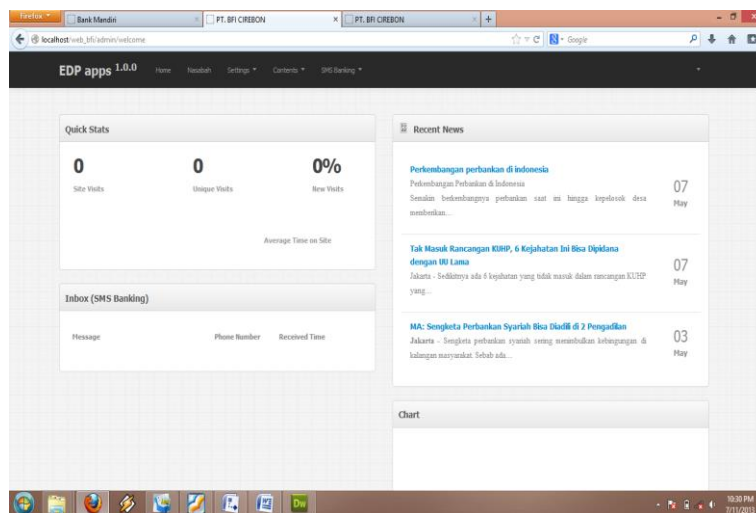 Firefox
Bank Mandiri
PT. BFI CIREBON
PT. BFI CIREBON
localhost/web_bfi/admin/welcome
Google
EDP apps 1.0.0
Home Nasabah Settings Contents SMS Banking
Quick Stats
0 0 0%
Site Visits Unique Visits New Visits
Average Time on Site
Inbox (SMS Banking)
Message Phone Number Received Time
Recent News
Perkembangan perbankan di indonesia
Perkembangan Perbankan di Indonesia
Semakin berkembangnya perbankan saat ini hingga kepelosok desa
memberikan...
07
May
Tak Masuk Rancangan KUHP, 6 Kejahatan Ini Bisa Dipidana
dengan UU Lama
Jakarta - Sedikitnya ada 6 kejahatan yang tidak masuk dalam rancangan KUHP
yang...
07
May
MA: Sengketa Perbankan Syariah Bisa Diadili di 2 Pengadilan
Jakarta - Sengketa perbankan syariah sering menimbulkan kebingungan di
kalangan masyarakat. Sebab ada...
03
May
Chart
Dw
10:30 PM